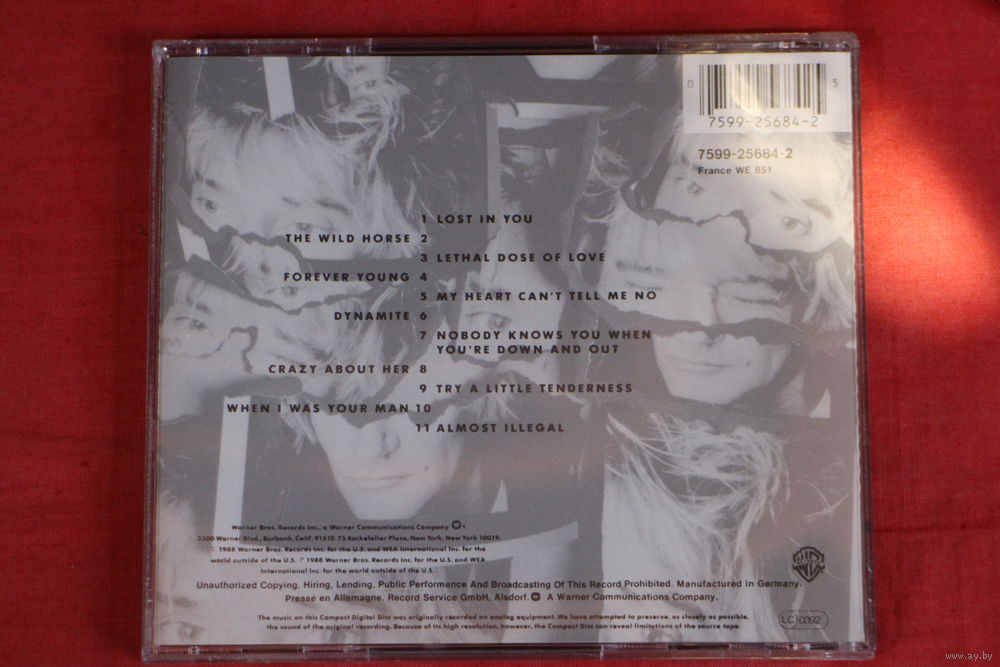 0
5
7599-25684-2
7599-25684-2
France WE 851
1 LOST IN YOU
THE WILD HORSE 2
3 LETHAL DOSE OF LOVE
FOREVER YOUNG 4
5 MY HEART CAN'T TELL ME NO
DYNAMITE 6
7 NOBODY KNOWS YOU WHEN
YOU'RE DOWN AND OUT
CRAZY ABOUT HER 8
9 TRY A LITTLE TENDERNESS
WHEN I WAS YOUR MAN 10
11 ALMOST ILLEGAL
Warner Bros. Records Inc., a Warner Communications Company
3300 Warner Blvd., Burbank, Calif. 91510. 75 Rockefeller Plaza, New York, New York 10019.
1988 Warner Bros. Records Inc. for the U.S. and WEA International Inc. for the
world outside of the U.S. ℗ 1988 Warner Bros. Records Inc. for the U.S. and WEA
International Inc. for the world outside of the U.S.
Unauthorized Copying, Hiring, Lending, Public Performance And Broadcasting Of This Record Prohibited. Manufactured in Germany.
Pressé en Allemagne. Record Service GmbH, Alsdorf. A Warner Communications Company.
The music on this Compact Digital Disc was originally recorded on analog equipment. We have attempted to preserve, as closely as possible,
the sound of the original recording. Because of its high resolution, however, the Compact Disc can reveal limitations of the source tape.
LC 0392
www.ay.by